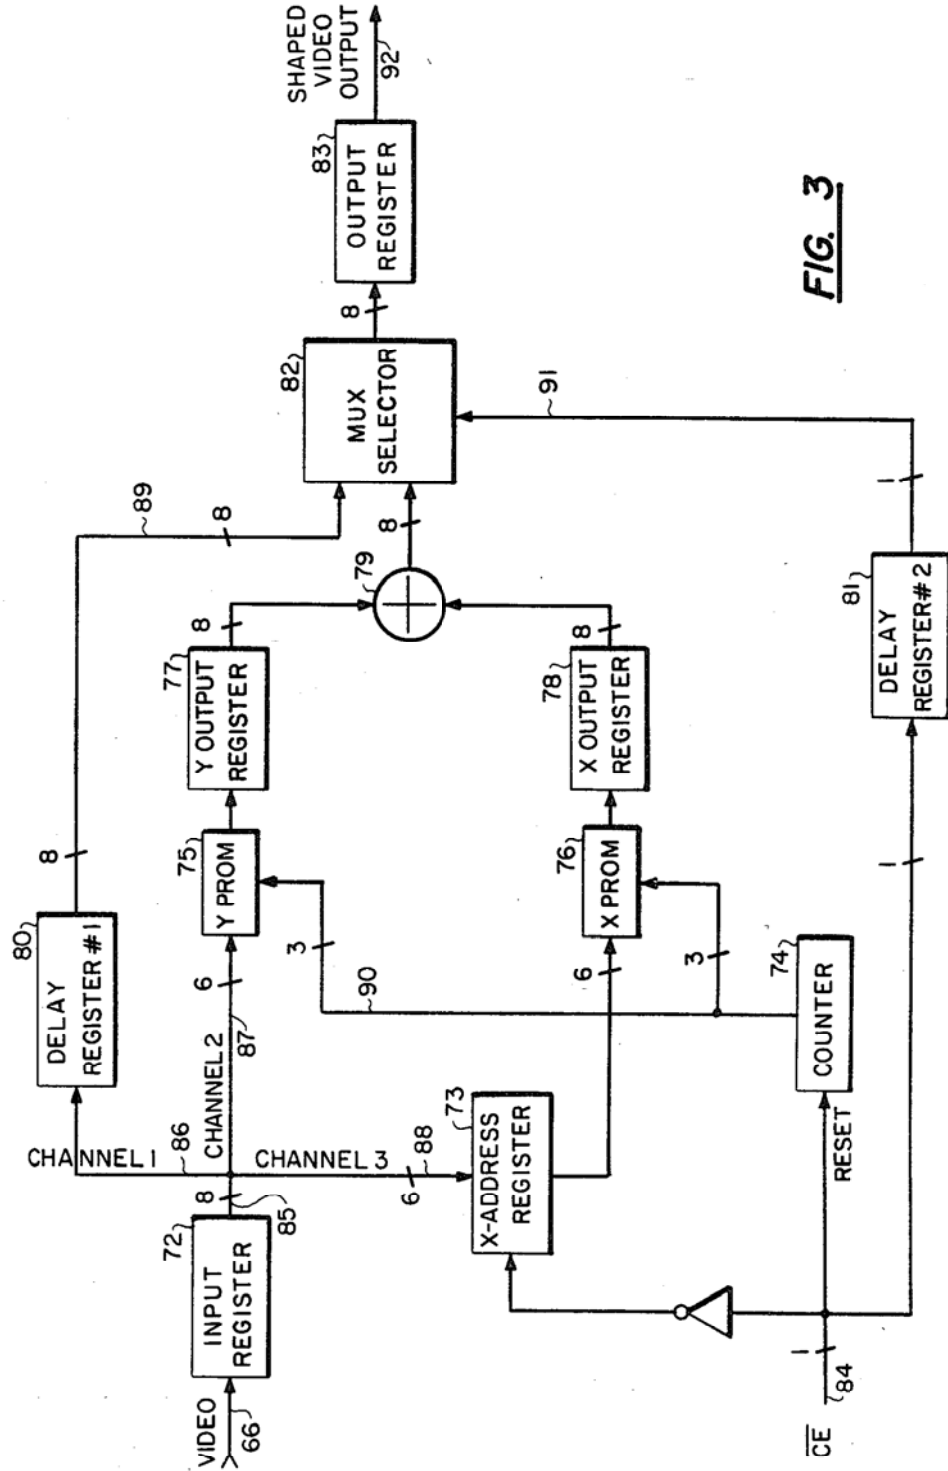 VIDEO
66
72
INPUT
REGISTER
8
85
CHANNEL 1
86
80
DELAY
REGISTER #1
8
89
8
CHANNEL 2
87
6
75
Y PROM
77
Y OUTPUT
REGISTER
8
79
8
82
MUX
SELECTOR
8
83
OUTPUT
REGISTER
SHAPED
VIDEO
OUTPUT
92
CHANNEL 3
6
88
73
X-ADDRESS
REGISTER
6
90
3
3
76
X PROM
78
X OUTPUT
REGISTER
8
74
COUNTER
RESET
CE
84
1
1
81
DELAY
REGISTER #2
1
91
FIG. 3